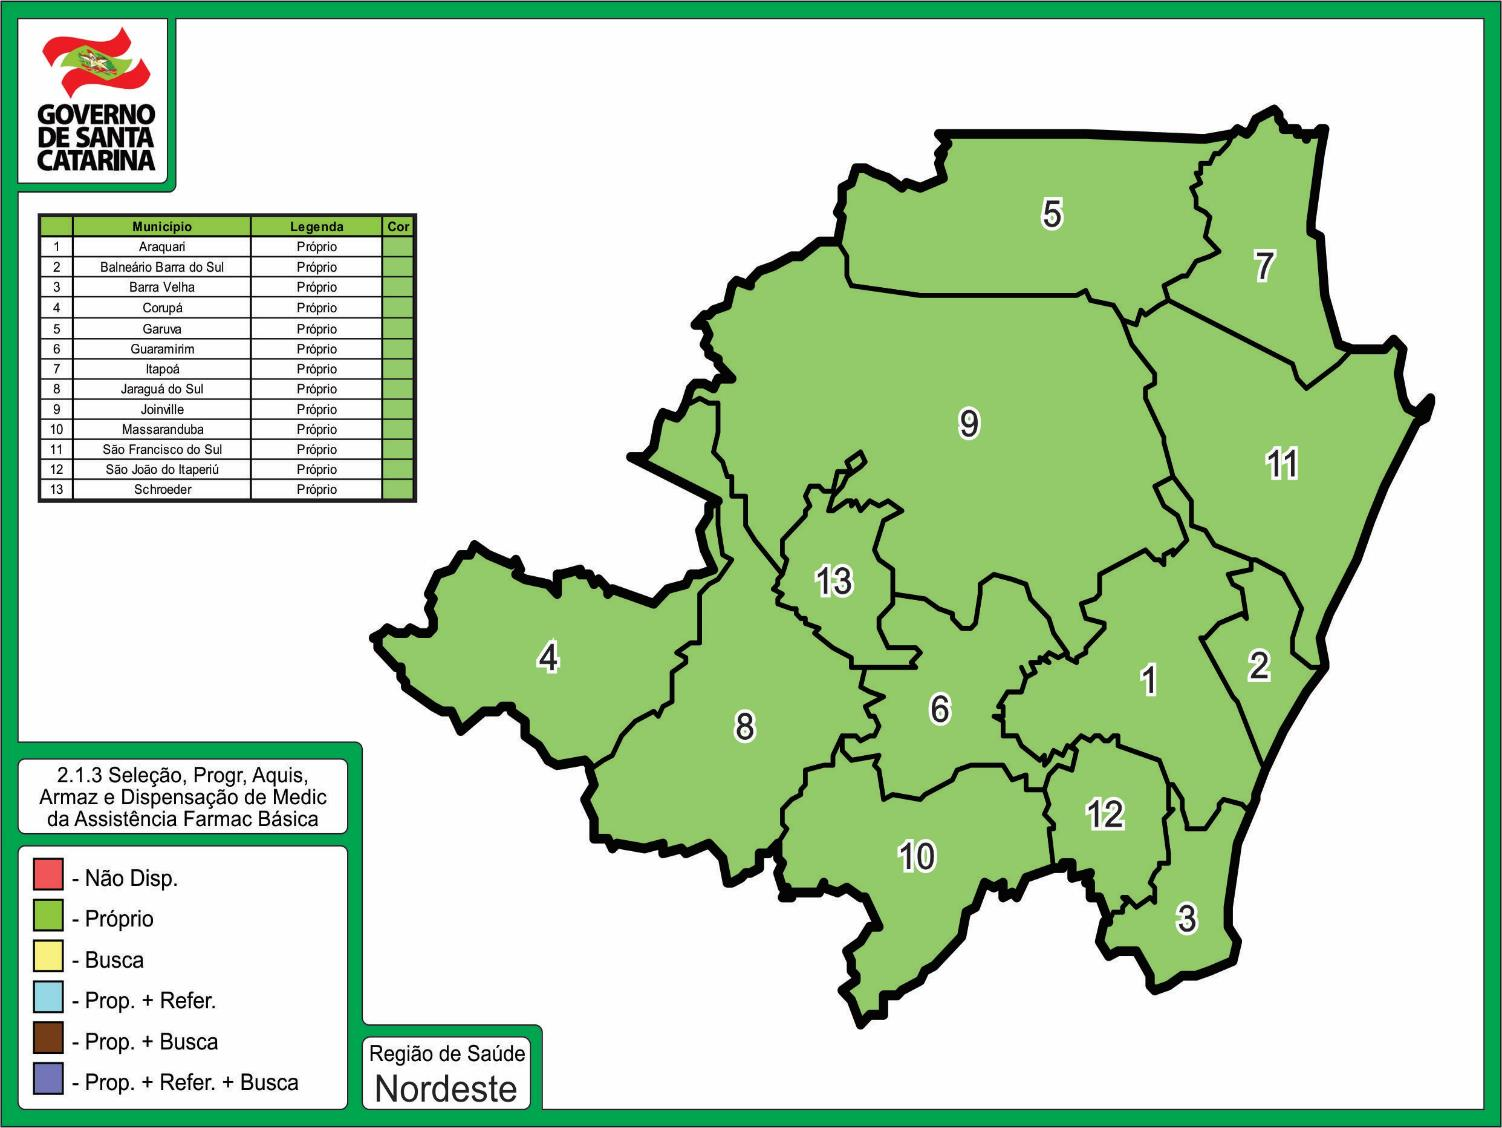 GOVERNO
DE SANTA
CATARINA
Município Legenda Cor
1 Araquari Próprio
2 Balneário Barra do Sul Próprio
3 Barra Velha Próprio
4 Corupá Próprio
5 Garuva Próprio
6 Guaramirim Próprio
7 Itapoá Próprio
8 Jaraguá do Sul Próprio
9 Joinville Próprio
10 Massaranduba Próprio
11 São Francisco do Sul Próprio
12 São João do Itaperiú Próprio
13 Schroeder Próprio
5
7
9
11
13
4
2
1
6
8
12
10
3
2.1.3 Seleção, Progr, Aquis,
Armaz e Dispensação de Medic
da Assistência Farmac Básica
- Não Disp.
- Próprio
- Busca
- Prop. + Refer.
- Prop. + Busca
- Prop. + Refer. + Busca
Região de Saúde
Nordeste